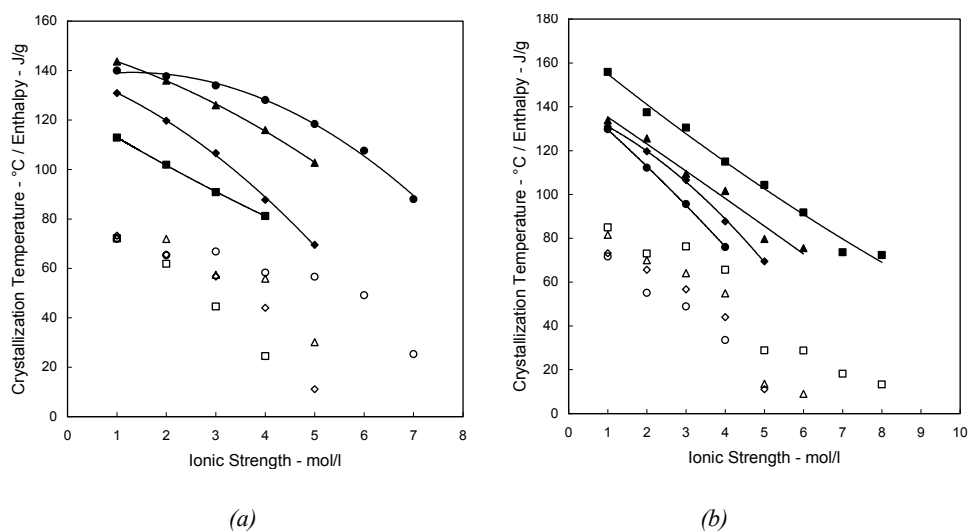 (a)
160
140
120
100
80
60
40
20
0
Crystallization Temperature - °C / Enthalpy - J/g
0 1 2 3 4 5 6 7 8
Ionic Strength - mol/l
(a)
(b)
180
160
140
120
100
80
60
40
20
0
Crystallization Temperature - °C / Enthalpy - J/g
0 1 2 3 4 5 6 7 8 9 10
Ionic Strength - mol/l
(b)